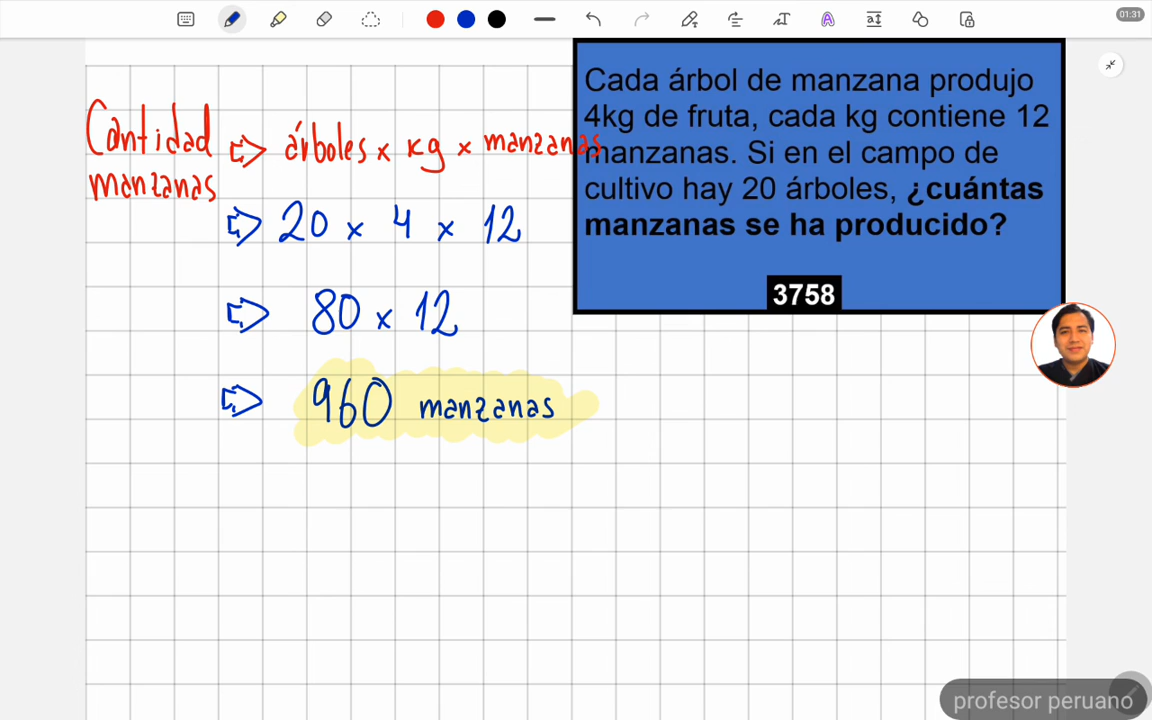 01:31
Cada árbol de manzana produjo
4kg de fruta, cada kg contiene 12
manzanas. Si en el campo de
cultivo hay 20 árboles, ¿cuántas
manzanas se ha producido?
3758
Cantidad
manzanas
⇨ árboles x kg x manzanas
⇨ 20 x 4 x 12
⇨ 80 x 12
⇨ 960 manzanas
profesor peruano